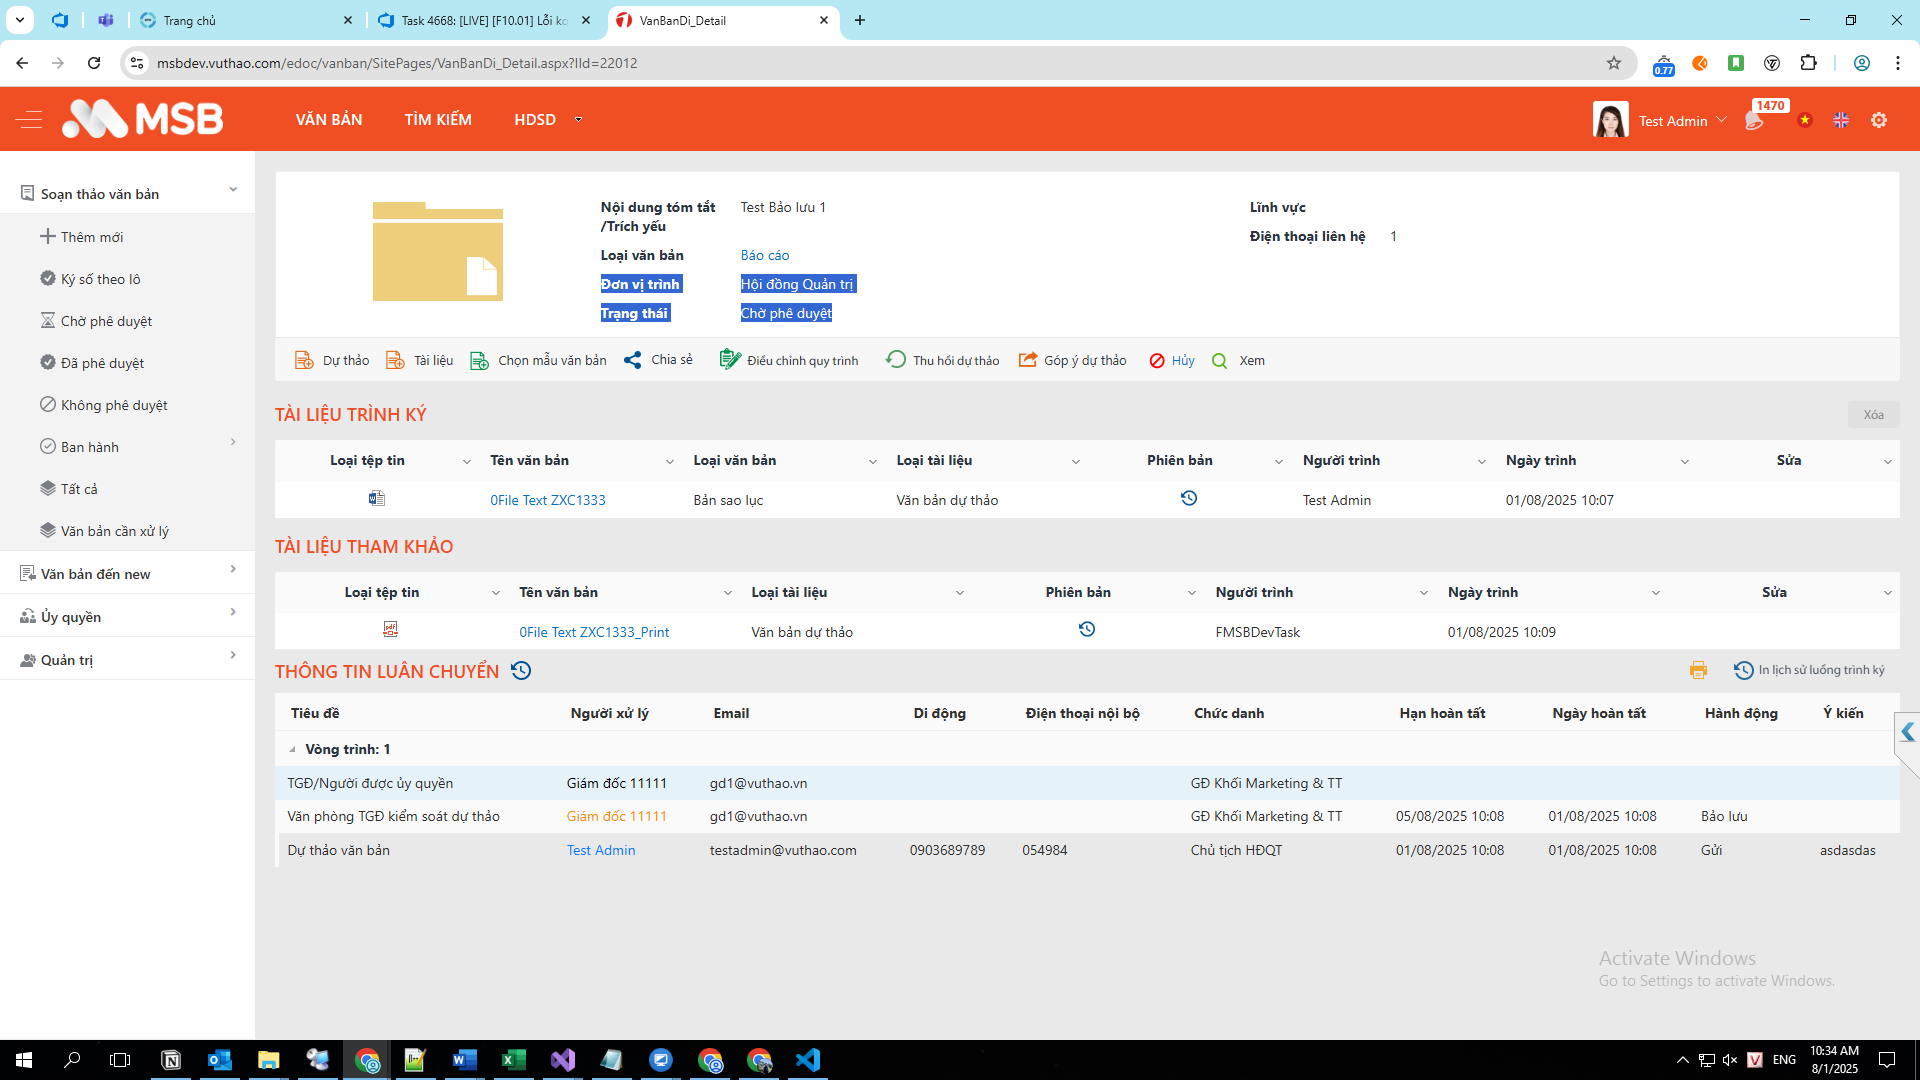 Trang chủ
Task 4668: [LIVE] [F10.01] Lỗi ko
VanBanDi_Detail
msbdev.vuthao.com/edoc/vanban/SitePages/VanBanDi_Detail.aspx?IId=22012
0.77
MSB
VĂN BẢN
TÌM KIẾM
HDSD
Test Admin
1470
Soạn thảo văn bản
Thêm mới
Ký số theo lô
Chờ phê duyệt
Đã phê duyệt
Không phê duyệt
Ban hành
Tất cả
Văn bản cần xử lý
Văn bản đến new
Ủy quyền
Quản trị
Nội dung tóm tắt
/Trích yếu
Test Bảo lưu 1
Loại văn bản Báo cáo
Đơn vị trình Hội đồng Quản trị
Trạng thái Chờ phê duyệt
Lĩnh vực
Điện thoại liên hệ 1
Dự thảo Tài liệu Chọn mẫu văn bản Chia sẻ Điều chỉnh quy trình Thu hồi dự thảo Góp ý dự thảo Hủy Xem
TÀI LIỆU TRÌNH KÝ
Xóa
Loại tệp tin Tên văn bản Loại văn bản Loại tài liệu Phiên bản Người trình Ngày trình Sửa
0File Text ZXC1333 Bản sao lục Văn bản dự thảo Test Admin 01/08/2025 10:07
TÀI LIỆU THAM KHẢO
Loại tệp tin Tên văn bản Loại tài liệu Phiên bản Người trình Ngày trình Sửa
pdf 0File Text ZXC1333_Print Văn bản dự thảo FMSBDevTask 01/08/2025 10:09
THÔNG TIN LUÂN CHUYỂN
In lịch sử luồng trình ký
Tiêu đề Người xử lý Email Di động Điện thoại nội bộ Chức danh Hạn hoàn tất Ngày hoàn tất Hành động Ý kiến
Vòng trình: 1
TGĐ/Người được ủy quyền Giám đốc 11111 gd1@vuthao.vn GĐ Khối Marketing & TT
Văn phòng TGĐ kiểm soát dự thảo Giám đốc 11111 gd1@vuthao.vn GĐ Khối Marketing & TT 05/08/2025 10:08 01/08/2025 10:08 Bảo lưu
Dự thảo văn bản Test Admin testadmin@vuthao.com 0903689789 054984 Chủ tịch HĐQT 01/08/2025 10:08 01/08/2025 10:08 Gửi asdasdas
Activate Windows
Go to Settings to activate Windows.
ENG
10:34 AM
8/1/2025